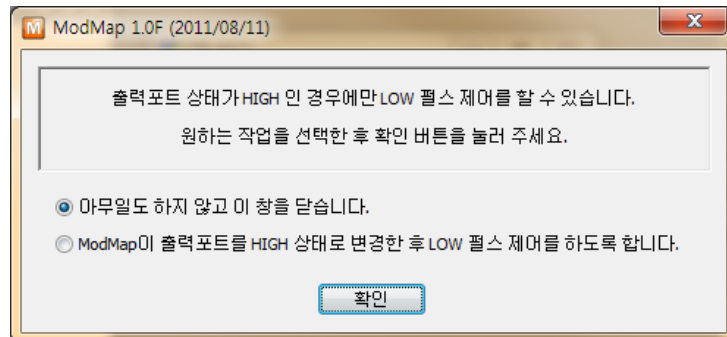 M ModMap 1.0F (2011/08/11)
출력포트 상태가 HIGH 인 경우에만 LOW 펄스 제어를 할 수 있습니다.
원하는 작업을 선택한 후 확인 버튼을 눌러 주세요.
아무일도 하지 않고 이 창을 닫습니다.
ModMap이 출력포트를 HIGH 상태로 변경한 후 LOW 펄스 제어를 하도록 합니다.
확인